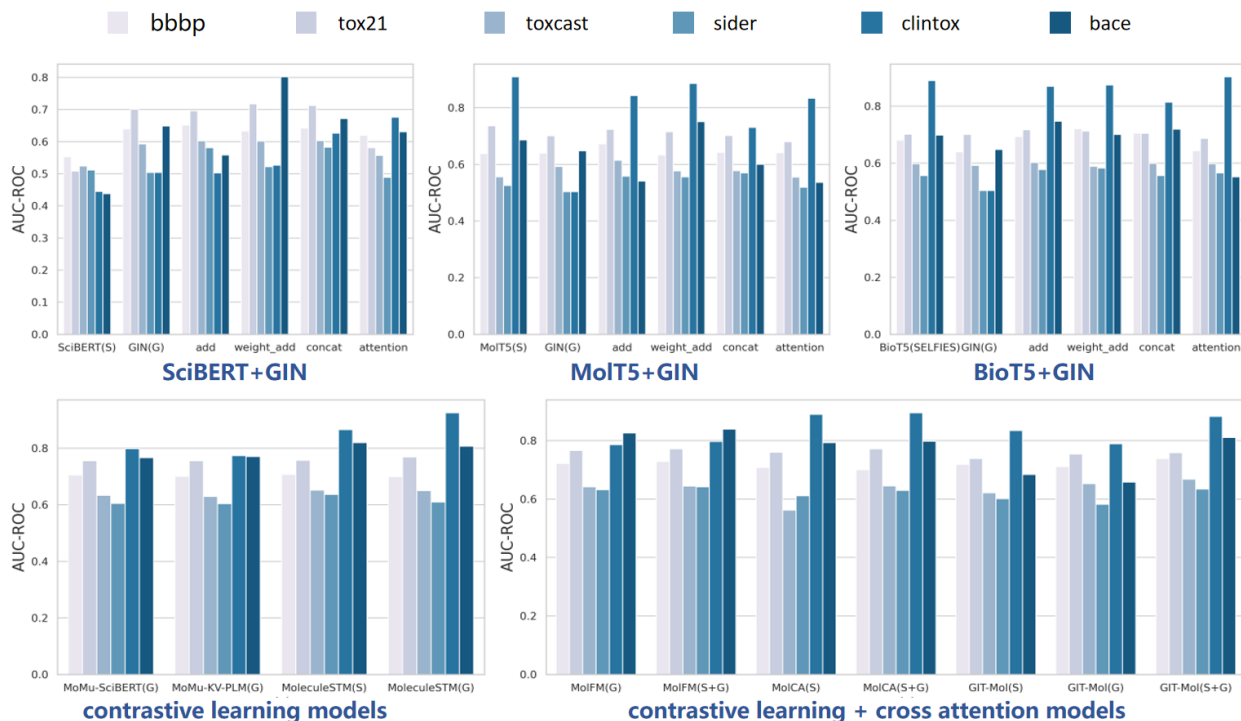 bbbp tox21 toxcast sider clintox bace
AUC-ROC
0.8
0.7
0.6
0.5
0.4
0.3
0.2
0.1
0.0
SciBERT(S) GIN(G) add weight_add concat attention
SciBERT+GIN
AUC-ROC
0.8
0.6
0.4
0.2
0.0
MolT5(S) GIN(G) add weight_add concat attention
MolT5+GIN
AUC-ROC
0.8
0.6
0.4
0.2
0.0
BioT5(SELFIES) GIN(G) add weight_add concat attention
BioT5+GIN
AUC-ROC
0.8
0.6
0.4
0.2
0.0
MoMu-SciBERT(G) MoMu-KV-PLM(G) MoleculeSTM(S) MoleculeSTM(G)
contrastive learning models
AUC-ROC
0.8
0.6
0.4
0.2
0.0
MolFM(G) MolFM(S+G) MolCA(S) MolCA(S+G) GIT-Mol(S) GIT-Mol(G) GIT-Mol(S+G)
contrastive learning + cross attention models